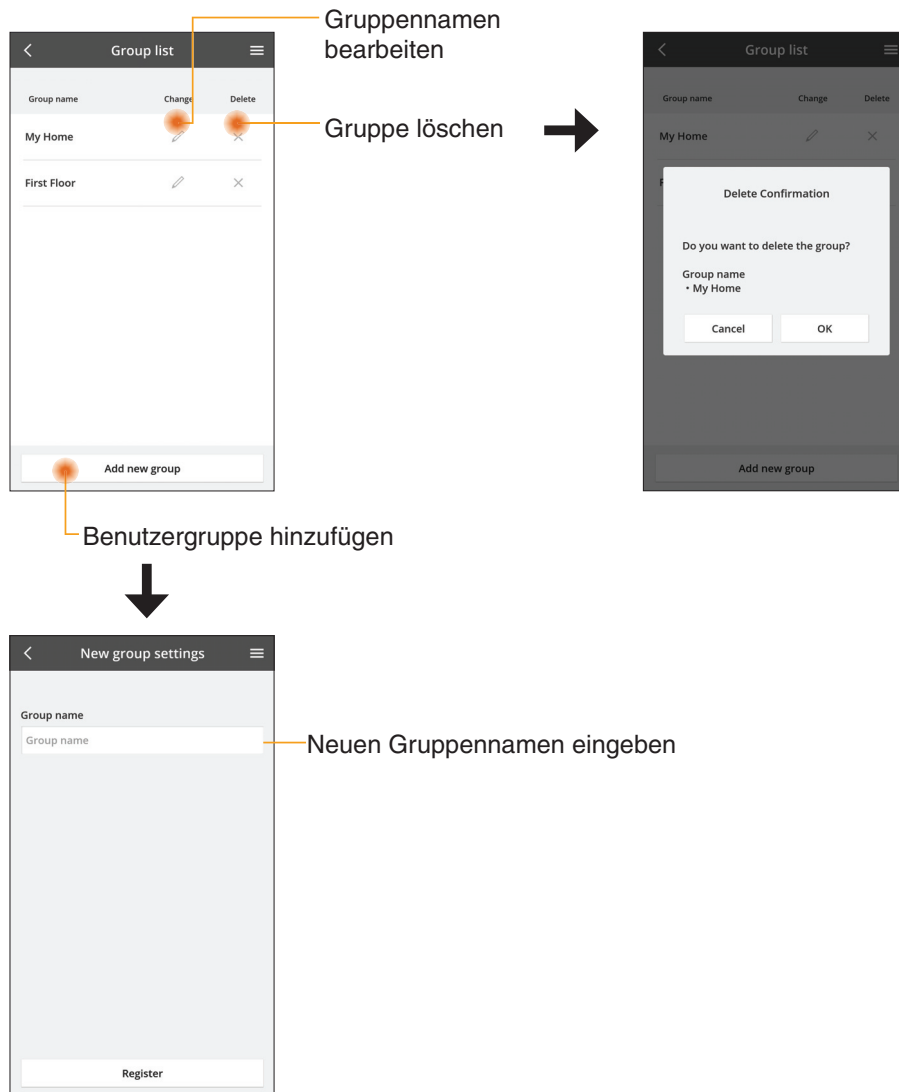 Gruppennamen
bearbeiten
Group list
Group name Change Delete
My Home
First Floor
Add new group
Gruppe löschen
Group list
Group name Change Delete
My Home
F
Delete Confirmation
Do you want to delete the group?
Group name
• My Home
Cancel OK
Add new group
Benutzergruppe hinzufügen
New group settings
Group name
Group name
Neuen Gruppennamen eingeben
Register